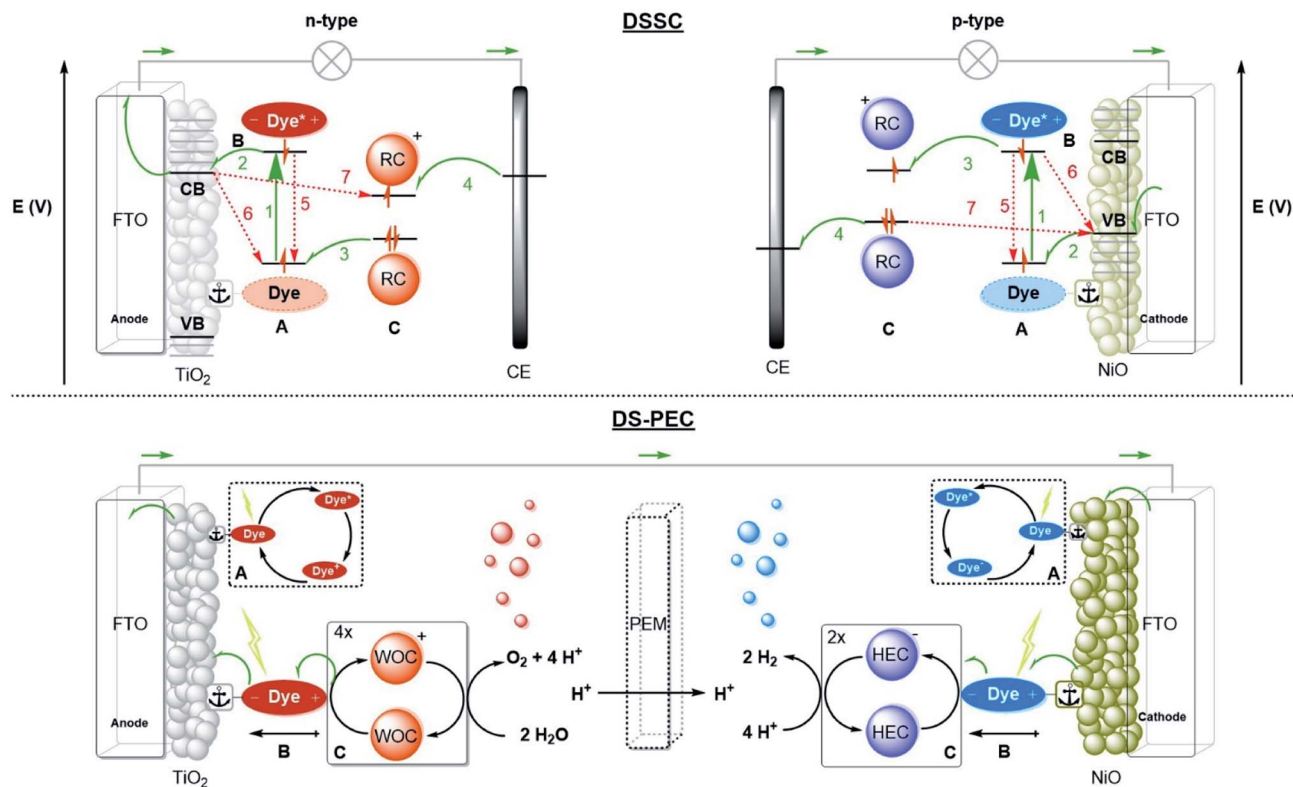 n-type
DSSC
p-type
E (V)
FTO
Anode
TiO2
CB
VB
B
− Dye* +
2
1
5
6
7
3
4
Dye
A
+
RC
RC
C
CE
CE
+
RC
RC
C
4
3
7
− Dye* +
B
5
1
6
2
Dye
A
CB
VB
FTO
Cathode
NiO
E (V)
DS-PEC
FTO
Anode
TiO2
Dye
Dye*
Dye+
A
− Dye +
B
4x
WOC+
WOC
C
O2 + 4 H+
2 H2O
H+
PEM
H+
2 H2
4 H+
2x
HEC-
HEC
C
− Dye +
B
Dye*
Dye
Dye-
A
FTO
Cathode
NiO